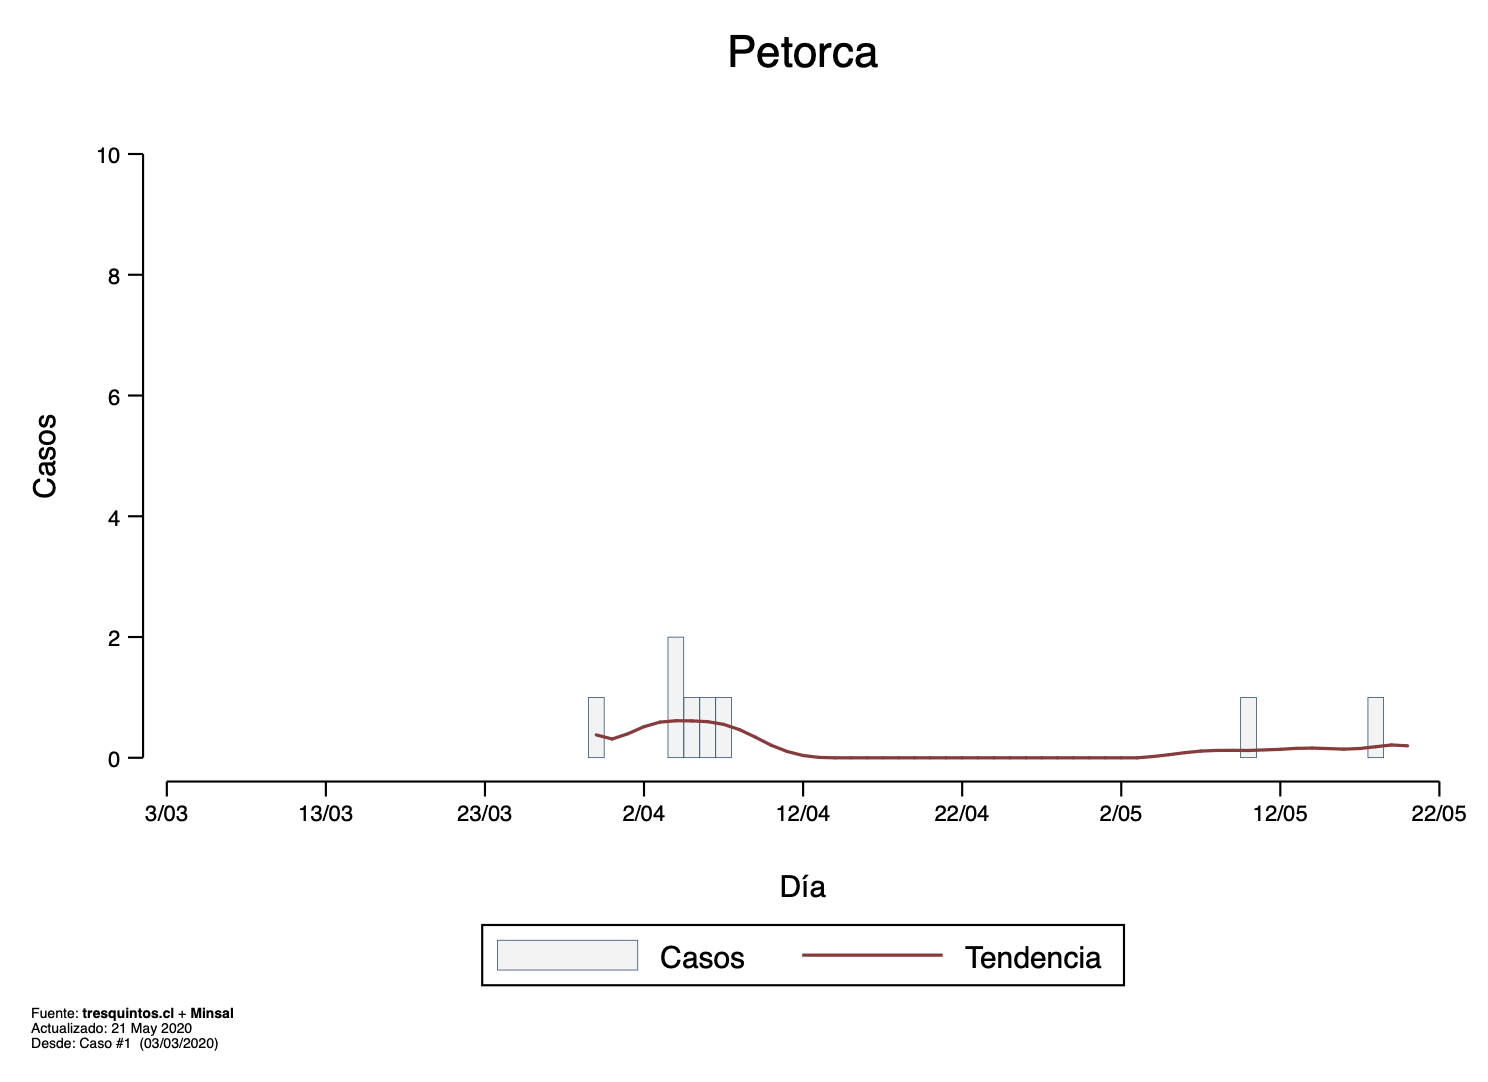 Petorca
10
8
6
4
2
0
Casos
3/03 13/03 23/03 2/04 12/04 22/04 2/05 12/05 22/05
Día
Casos Tendencia
Fuente: tresquintos.cl + Minsal
Actualizado: 21 May 2020
Desde: Caso #1 (03/03/2020)